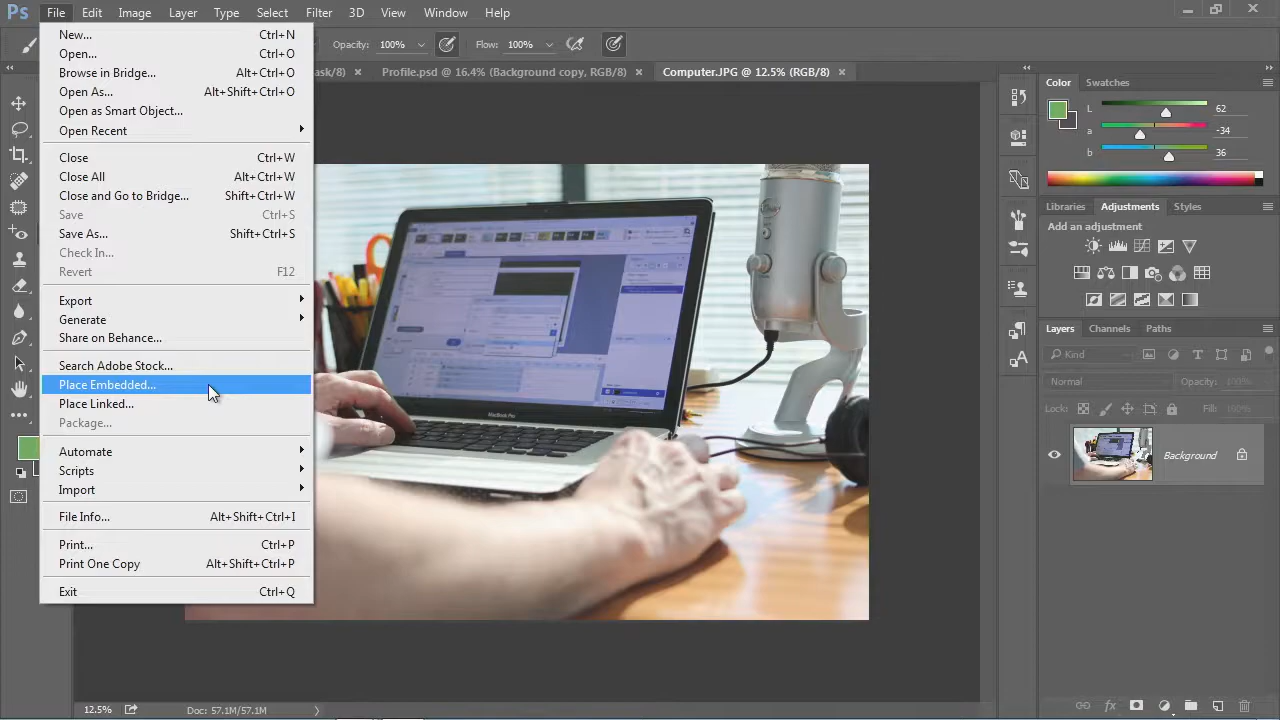 Ps File Edit Image Layer Type Select Filter 3D View Window Help
Opacity: 100% Flow: 100%
ask/8) × Profile.psd @ 16.4% (Background copy, RGB/8) × Computer.JPG @ 12.5% (RGB/8) ×
New... Ctrl+N
Open... Ctrl+O
Browse in Bridge... Alt+Ctrl+O
Open As... Alt+Shift+Ctrl+O
Open as Smart Object...
Open Recent
Close Ctrl+W
Close All Alt+Ctrl+W
Close and Go to Bridge... Shift+Ctrl+W
Save Ctrl+S
Save As... Shift+Ctrl+S
Check In...
Revert F12
Export
Generate
Share on Behance...
Search Adobe Stock...
Place Embedded...
Place Linked...
Package...
Automate
Scripts
Import
File Info... Alt+Shift+Ctrl+I
Print... Ctrl+P
Print One Copy Alt+Shift+Ctrl+P
Exit Ctrl+Q
MacBook Pro
Color Swatches
L 62
a -34
b 36
Libraries Adjustments Styles
Add an adjustment
Layers Channels Paths
Kind
Normal Opacity: 100%
Lock: Fill: 100%
Background
12.5% Doc: 57.1M/57.1M